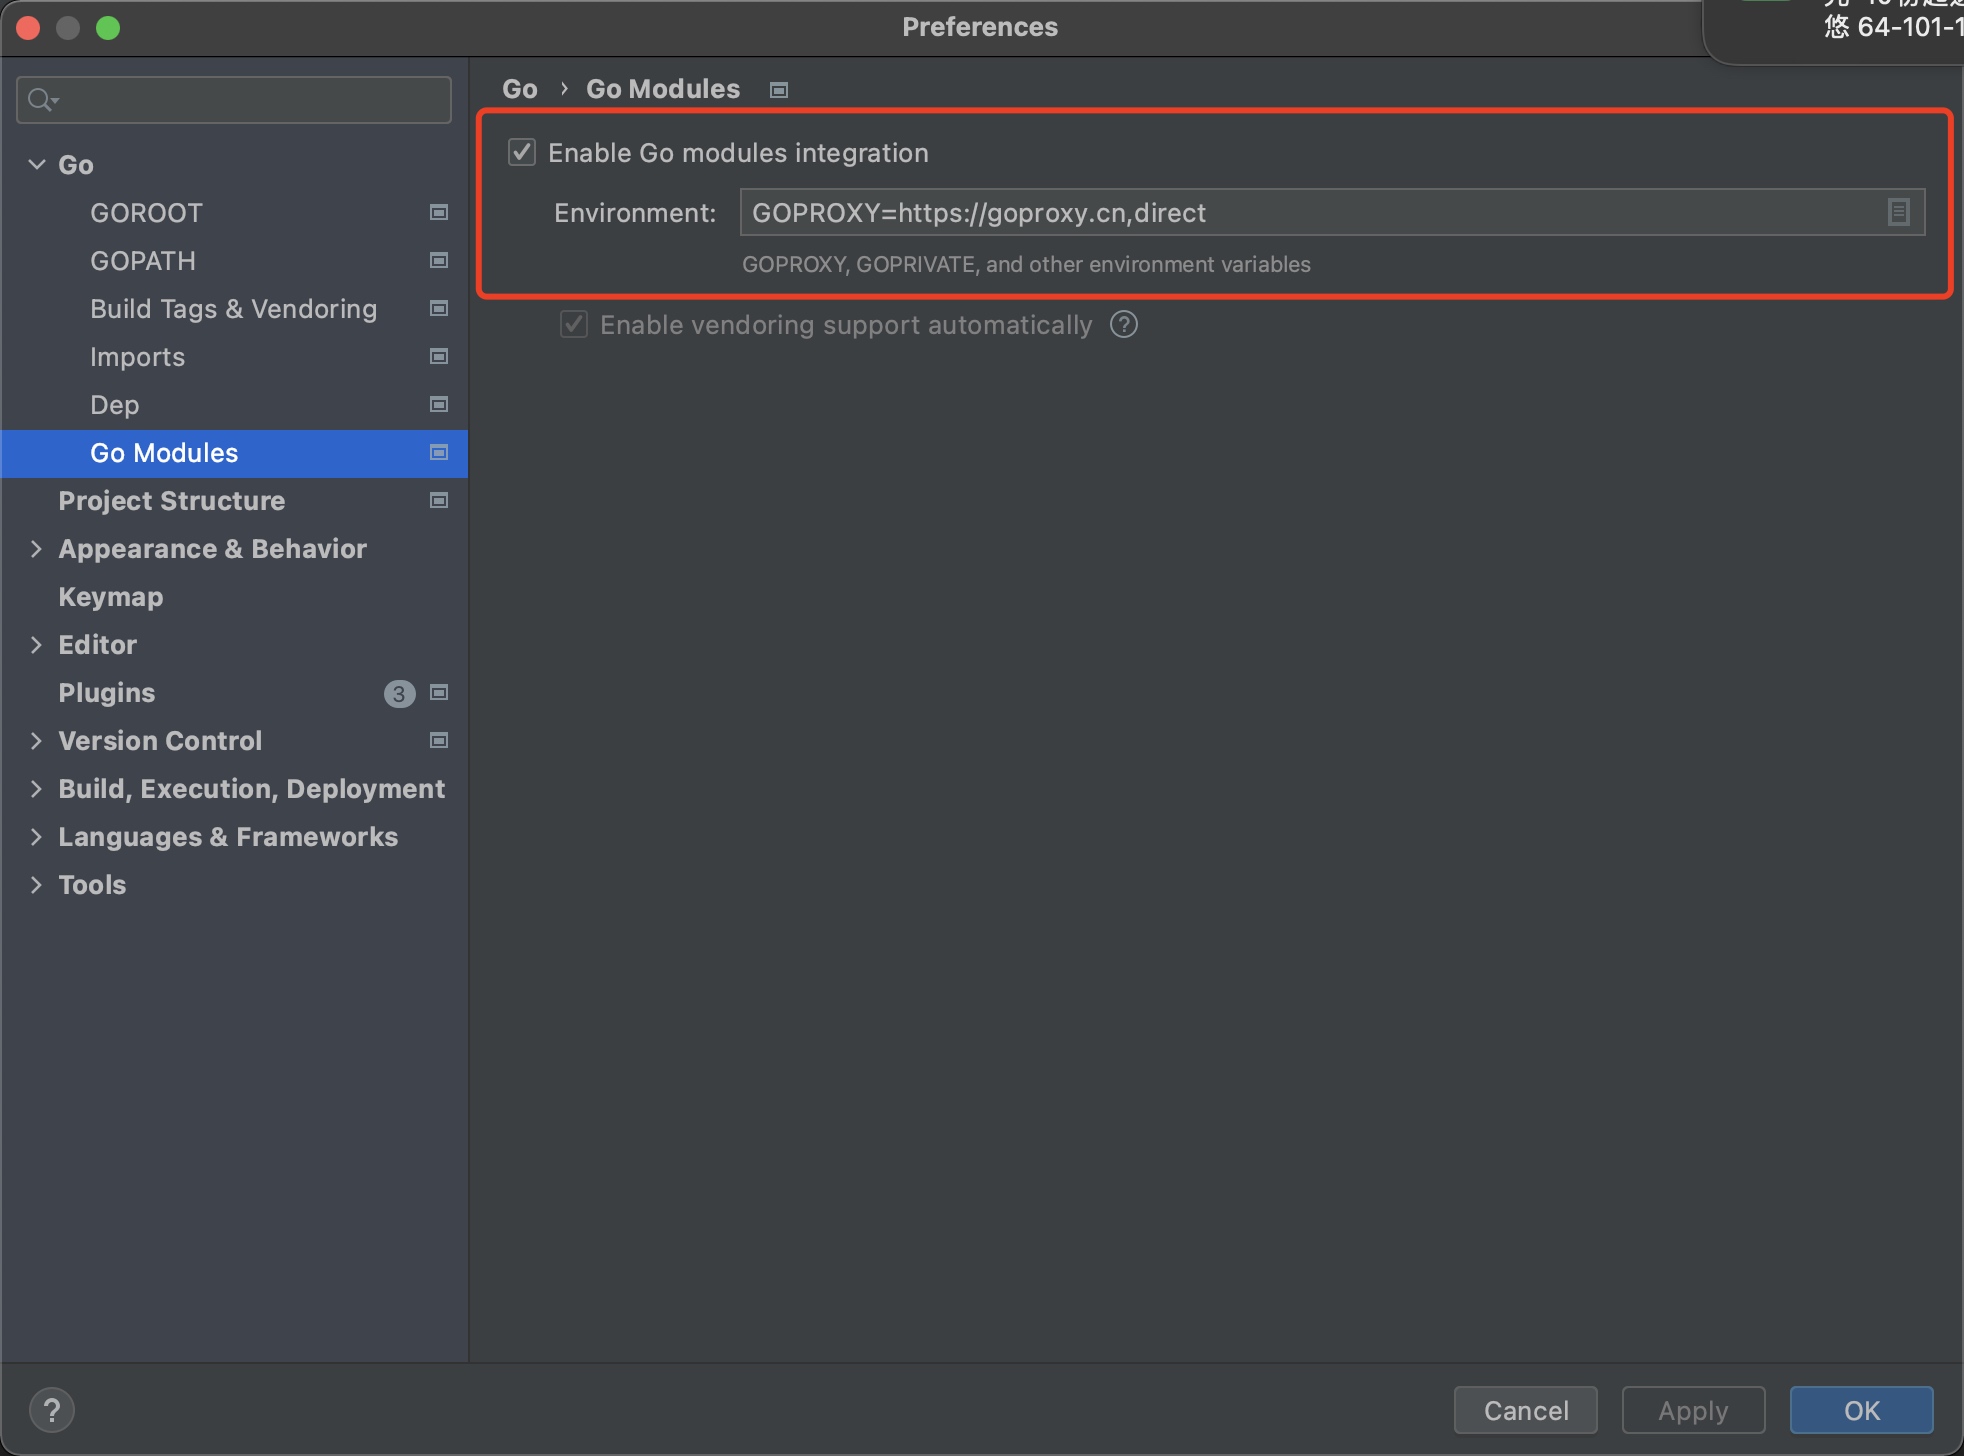 Preferences
悠 64-101-1
Go
GOROOT
GOPATH
Build Tags & Vendoring
Imports
Dep
Go Modules
Project Structure
Appearance & Behavior
Keymap
Editor
Plugins 3
Version Control
Build, Execution, Deployment
Languages & Frameworks
Tools
Go › Go Modules
Enable Go modules integration
Environment: GOPROXY=https://goproxy.cn,direct
GOPROXY, GOPRIVATE, and other environment variables
Enable vendoring support automatically ?
? Cancel Apply OK